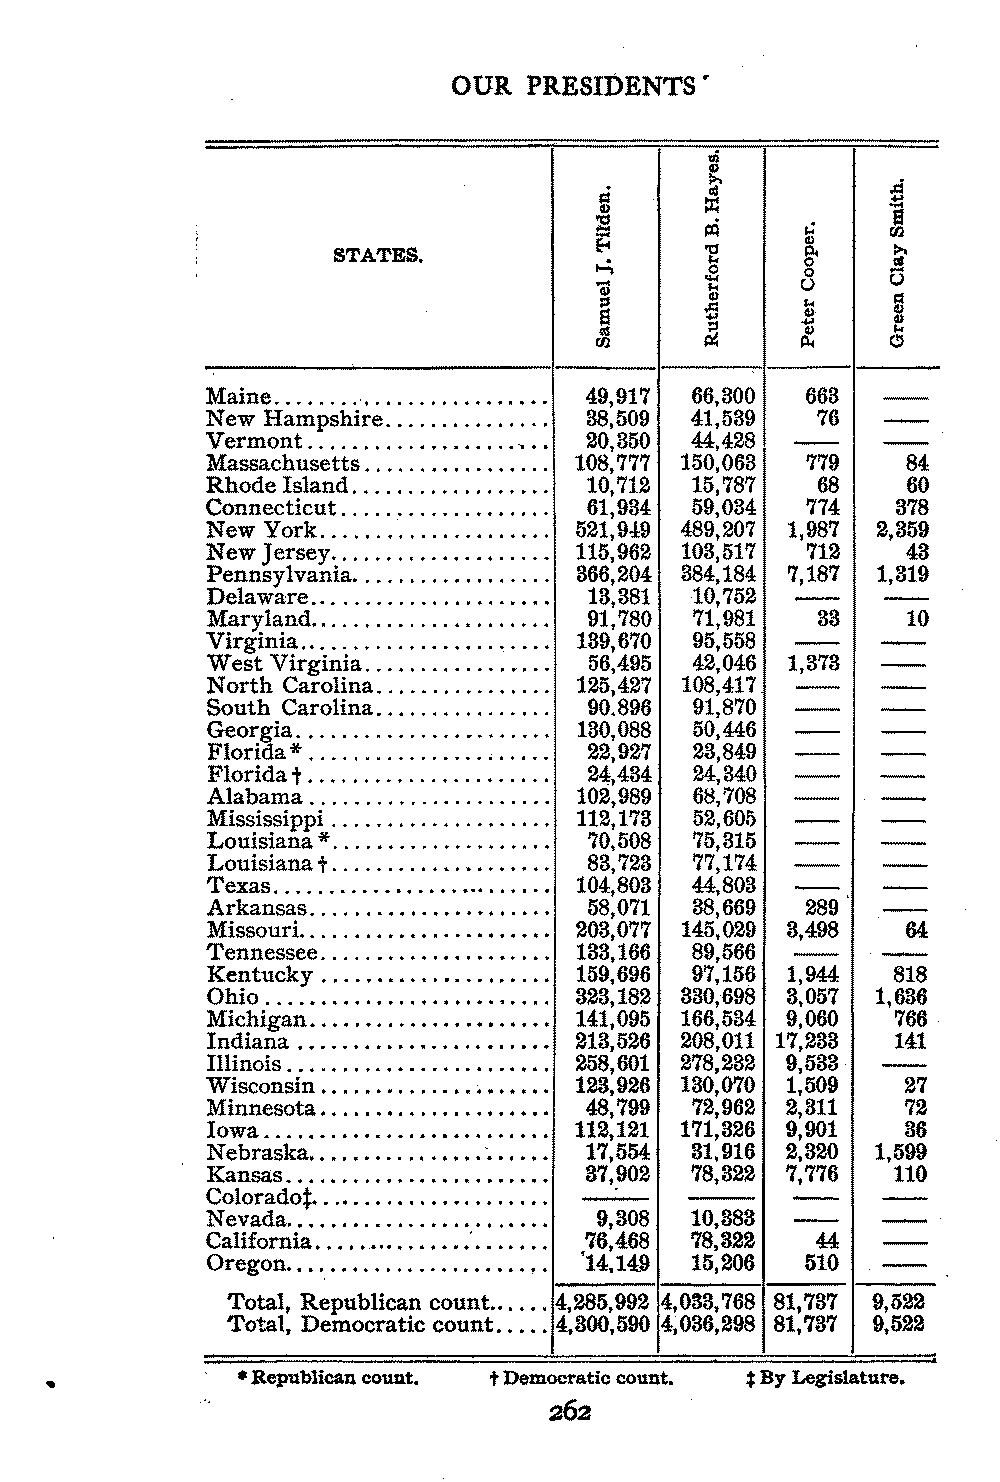 OUR PRESIDENTS
STATES. Samuel J. Tilden. Rutherford B. Hayes. Peter Cooper. Green Clay Smith.
Maine......................... 49,917 66,300 663 ——
New Hampshire............... 38,509 41,539 76 ——
Vermont...................... 20,350 44,428 —— ——
Massachusetts................. 108,777 150,063 779 84
Rhode Island.................. 10,712 15,787 68 60
Connecticut................... 61,934 59,034 774 378
New York..................... 521,949 489,207 1,987 2,359
New Jersey.................... 115,962 103,517 712 43
Pennsylvania.................. 366,204 384,184 7,187 1,319
Delaware...................... 13,381 10,752 —— ——
Maryland...................... 91,780 71,981 33 10
Virginia....................... 139,670 95,558 —— ——
West Virginia................. 56,495 42,046 1,373 ——
North Carolina................ 125,427 108,417 —— ——
South Carolina................ 90.896 91,870 —— ——
Georgia....................... 130,088 50,446 —— ——
Florida*...................... 22,927 23,849 —— ——
Florida†...................... 24,434 24,340 —— ——
Alabama...................... 102,989 68,708 —— ——
Mississippi.................... 112,173 52,605 —— ——
Louisiana*.................... 70,508 75,315 —— ——
Louisiana†.................... 83,723 77,174 —— ——
Texas......................... 104,803 44,803 —— ——
Arkansas...................... 58,071 38,669 289 ——
Missouri...................... 203,077 145,029 3,498 64
Tennessee..................... 133,166 89,566 —— ——
Kentucky..................... 159,696 97,156 1,944 818
Ohio.......................... 323,182 330,698 3,057 1,636
Michigan...................... 141,095 166,534 9,060 766
Indiana....................... 213,526 208,011 17,233 141
Illinois........................ 258,601 278,232 9,533 ——
Wisconsin..................... 123,926 130,070 1,509 27
Minnesota..................... 48,799 72,962 2,311 72
Iowa.......................... 112,121 171,326 9,901 36
Nebraska...................... 17,554 31,916 2,320 1,599
Kansas........................ 37,902 78,322 7,776 110
Colorado‡..................... —— —— —— ——
Nevada........................ 9,308 10,383 —— ——
California..................... 76,468 78,322 44 ——
Oregon........................ 14,149 15,206 510 ——
Total, Republican count...... 4,285,992 4,033,768 81,737 9,522
Total, Democratic count..... 4,300,590 4,036,298 81,737 9,522
* Republican count. † Democratic count. ‡ By Legislature.
262